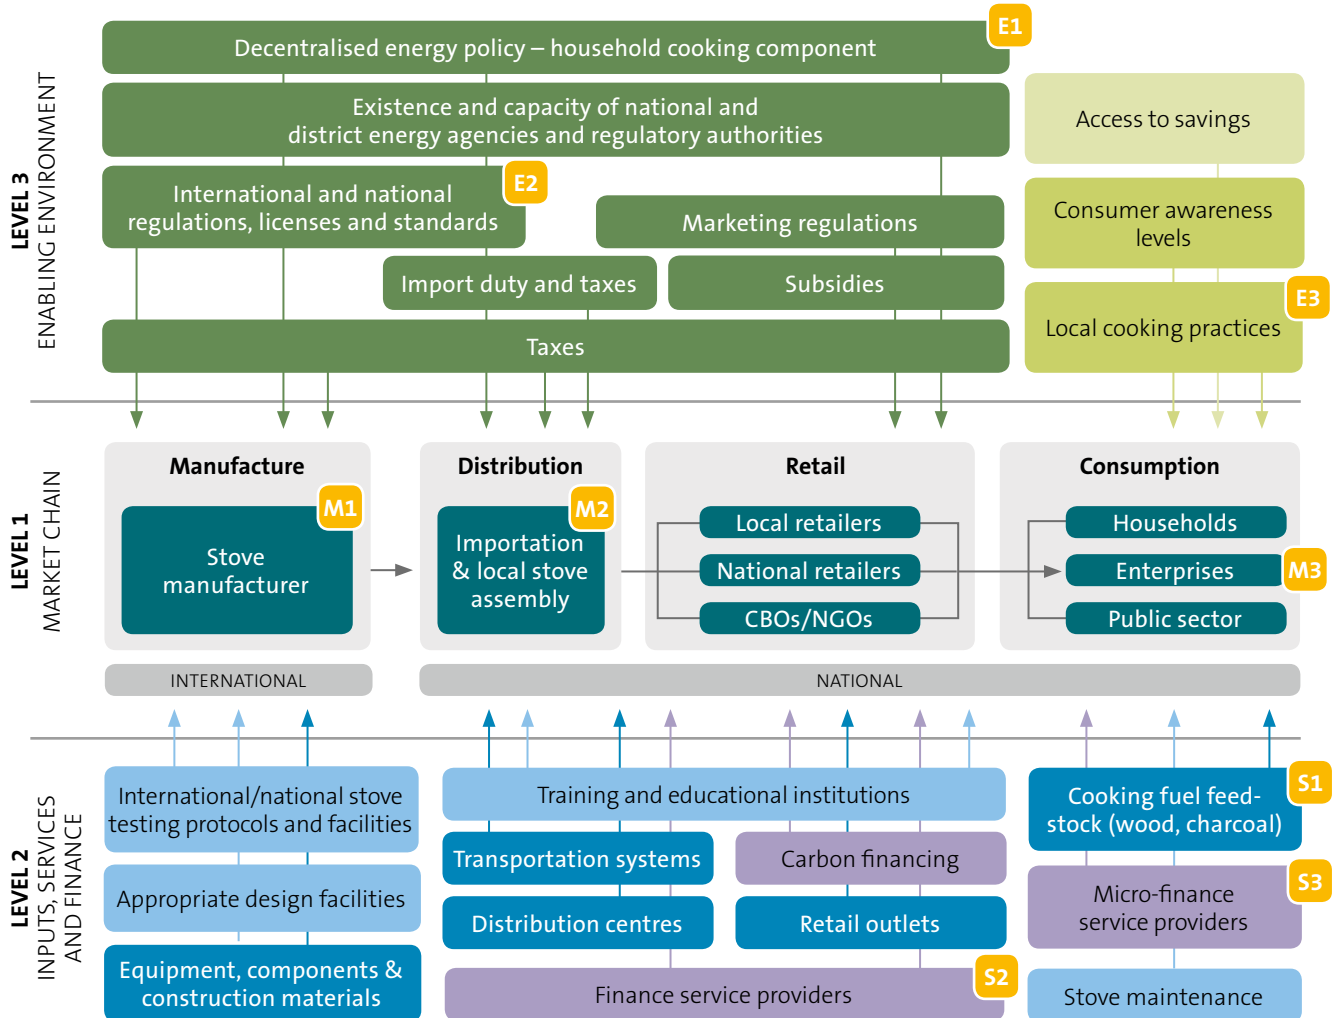 LEVEL 3
ENABLING ENVIRONMENT
Decentralised energy policy – household cooking component
E1
Existence and capacity of national and
district energy agencies and regulatory authorities
International and national
regulations, licenses and standards
E2
Marketing regulations
Import duty and taxes
Subsidies
Taxes
Access to savings
Consumer awareness
levels
Local cooking practices
E3
LEVEL 1
MARKET CHAIN
Manufacture
M1
Stove
manufacturer
Distribution
M2
Importation
& local stove
assembly
Retail
Local retailers
National retailers
CBOs/NGOs
Consumption
Households
Enterprises
M3
Public sector
INTERNATIONAL
NATIONAL
LEVEL 2
INPUTS, SERVICES
AND FINANCE
International/national stove
testing protocols and facilities
Appropriate design facilities
Equipment, components &
construction materials
Training and educational institutions
Transportation systems
Carbon financing
Distribution centres
Retail outlets
Finance service providers
S2
Cooking fuel feed-
stock (wood, charcoal)
S1
Micro-finance
service providers
S3
Stove maintenance